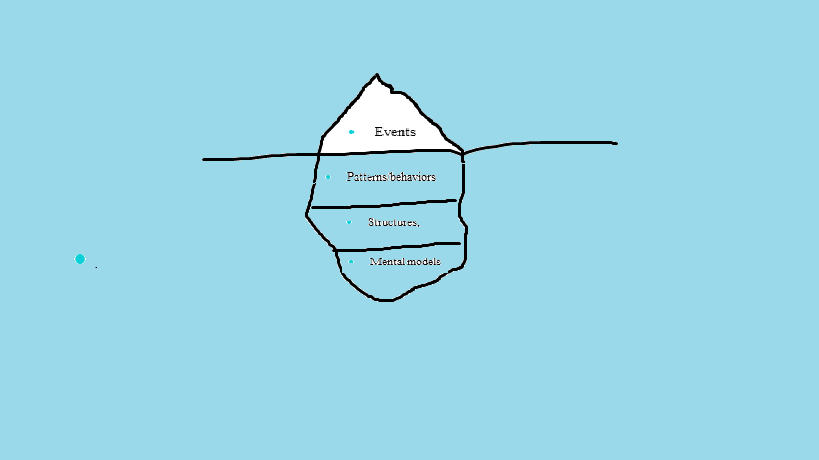 Events
Patterns/behaviors
Structures,
Mental models
.